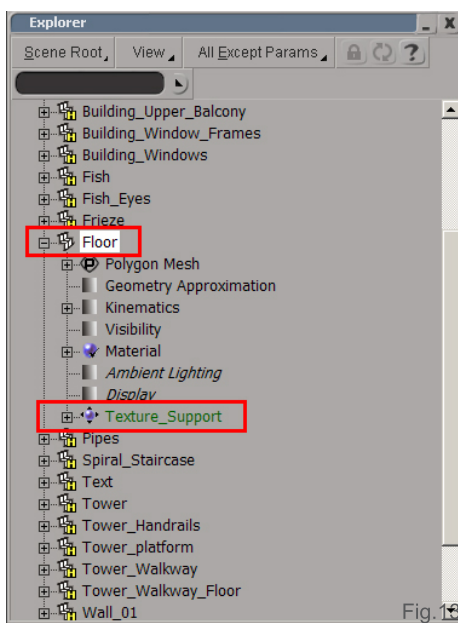 Explorer
Scene Root, View All Except Params
Building_Upper_Balcony
Building_Window_Frames
Building_Windows
Fish
Fish_Eyes
Frieze
Floor
Polygon Mesh
Geometry Approximation
Kinematics
Visibility
Material
Ambient Lighting
Display
Texture_Support
Pipes
Spiral_Staircase
Text
Tower
Tower_Handrails
Tower_platform
Tower_Walkway
Tower_Walkway_Floor
Wall_01